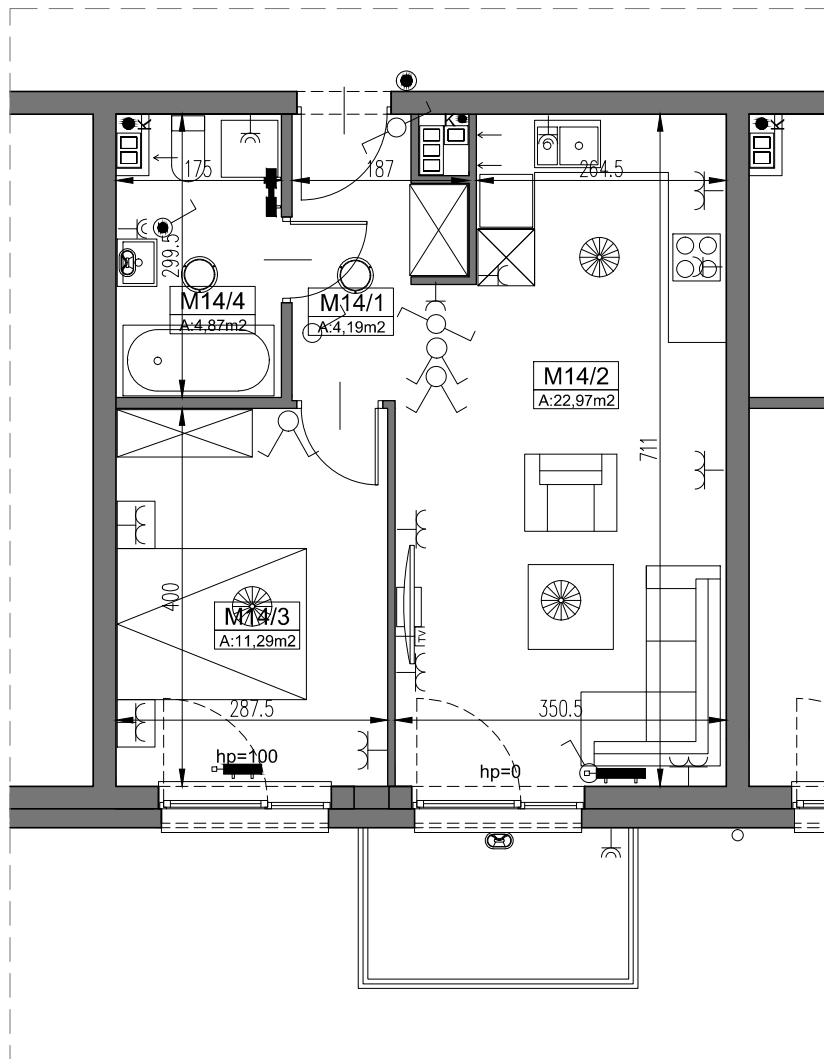 K
K
K
175
187
264.5
299.5
M14/4
A:4,87m2
M14/1
A:4,19m2
M14/2
A:22,97m2
711
400
M14/3
A:11,29m2
TV
287.5
350.5
hp=100
hp=0